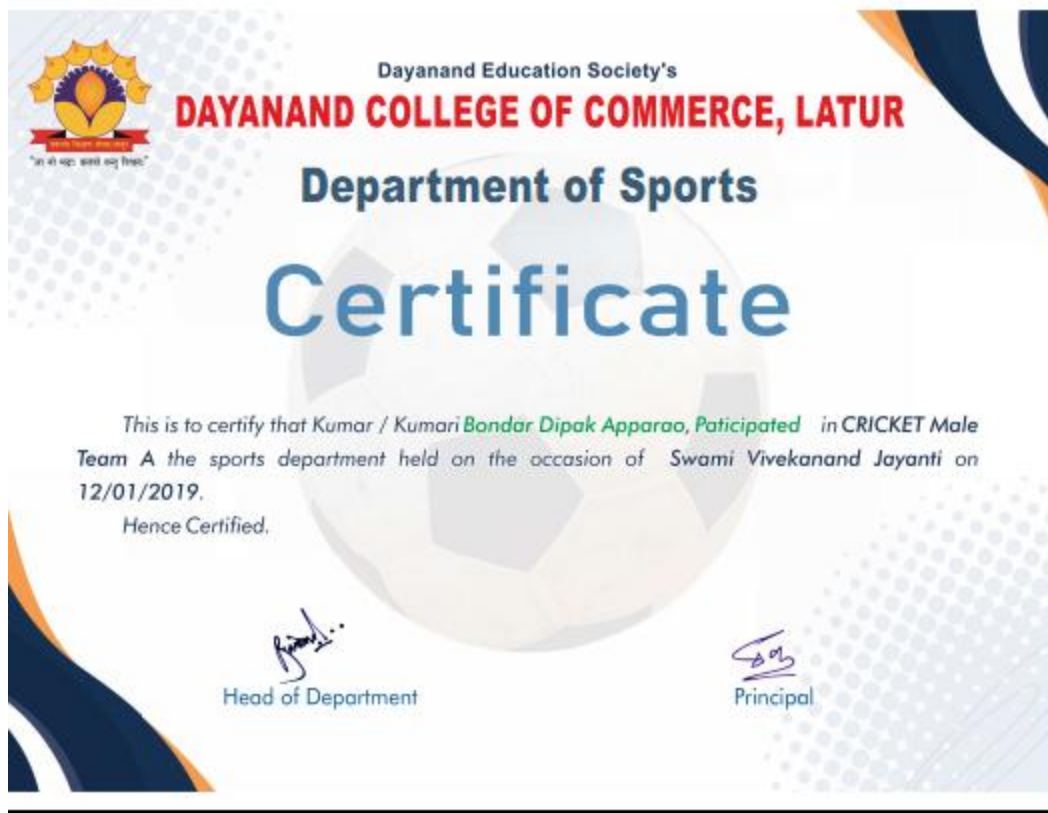 Dayanand Education Society's
DAYANAND COLLEGE OF COMMERCE, LATUR
Department of Sports
Certificate
This is to certify that Kumar / Kumari Bondar Dipak Apparao, Paticipated in CRICKET Male
Team A the sports department held on the occasion of Swami Vivekanand Jayanti on
12/01/2019.
Hence Certified.
Head of Department
Principal